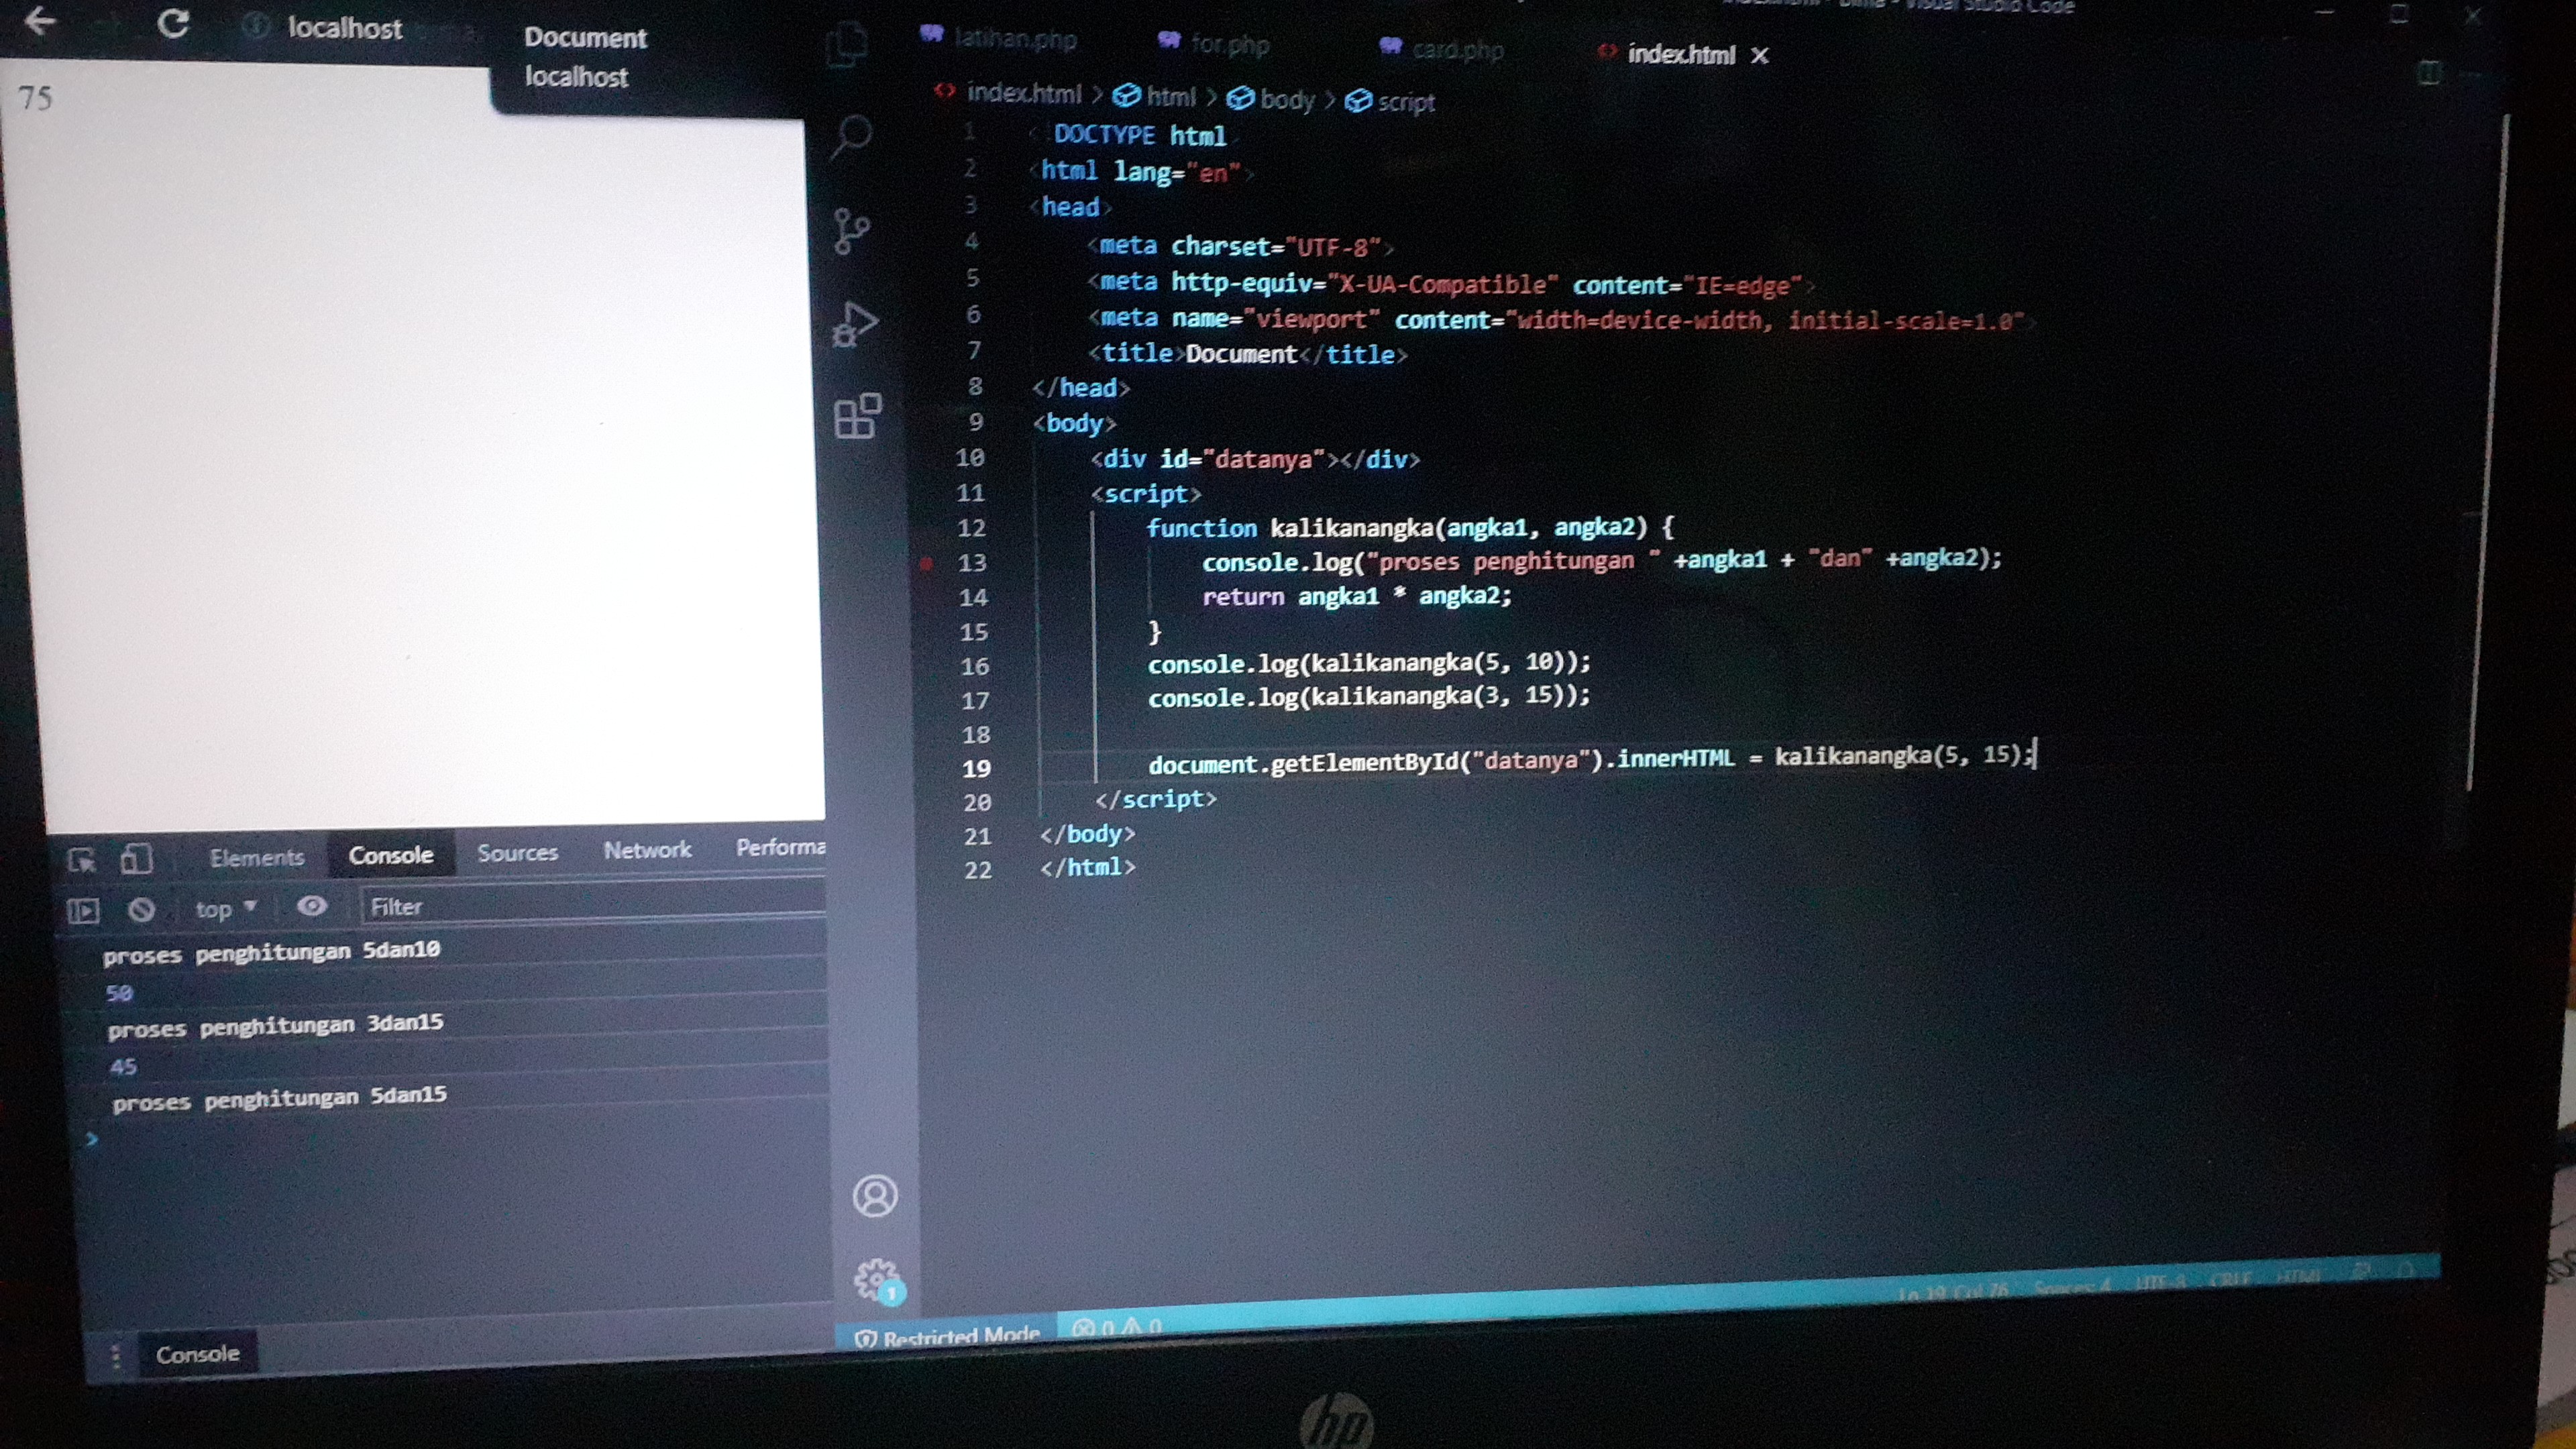 localhost
Document
localhost
75
Elements Console Sources Network Performa
top Filter
proses penghitungan 5dan10
50
proses penghitungan 3dan15
45
proses penghitungan 5dan15
>
Console
Visual Studio Code
latihan.php for.php card.php index.html X
index.html > html > body > script
1 < DOCTYPE html
2 <html lang="en">
3 <head>
4 <meta charset="UTF-8">
5 <meta http-equiv="X-UA-Compatible" content="IE=edge">
6 <meta name="viewport" content="width=device-width, initial-scale=1.0">
7 <title>Document</title>
8 </head>
9 <body>
10 <div id="datanya"></div>
11 <script>
12 function kalikanangka(angka1, angka2) {
13 console.log("proses penghitungan " +angka1 + "dan" +angka2);
14 return angka1 * angka2;
15 }
16 console.log(kalikanangka(5, 10));
17 console.log(kalikanangka(3, 15));
18
19 document.getElementById("datanya").innerHTML = kalikanangka(5, 15);
20 </script>
21 </body>
22 </html>
1
Restricted Mode 0 0 Ln 19, Col 76 Spaces: 4 UTF-8 CRLF HTML
hp